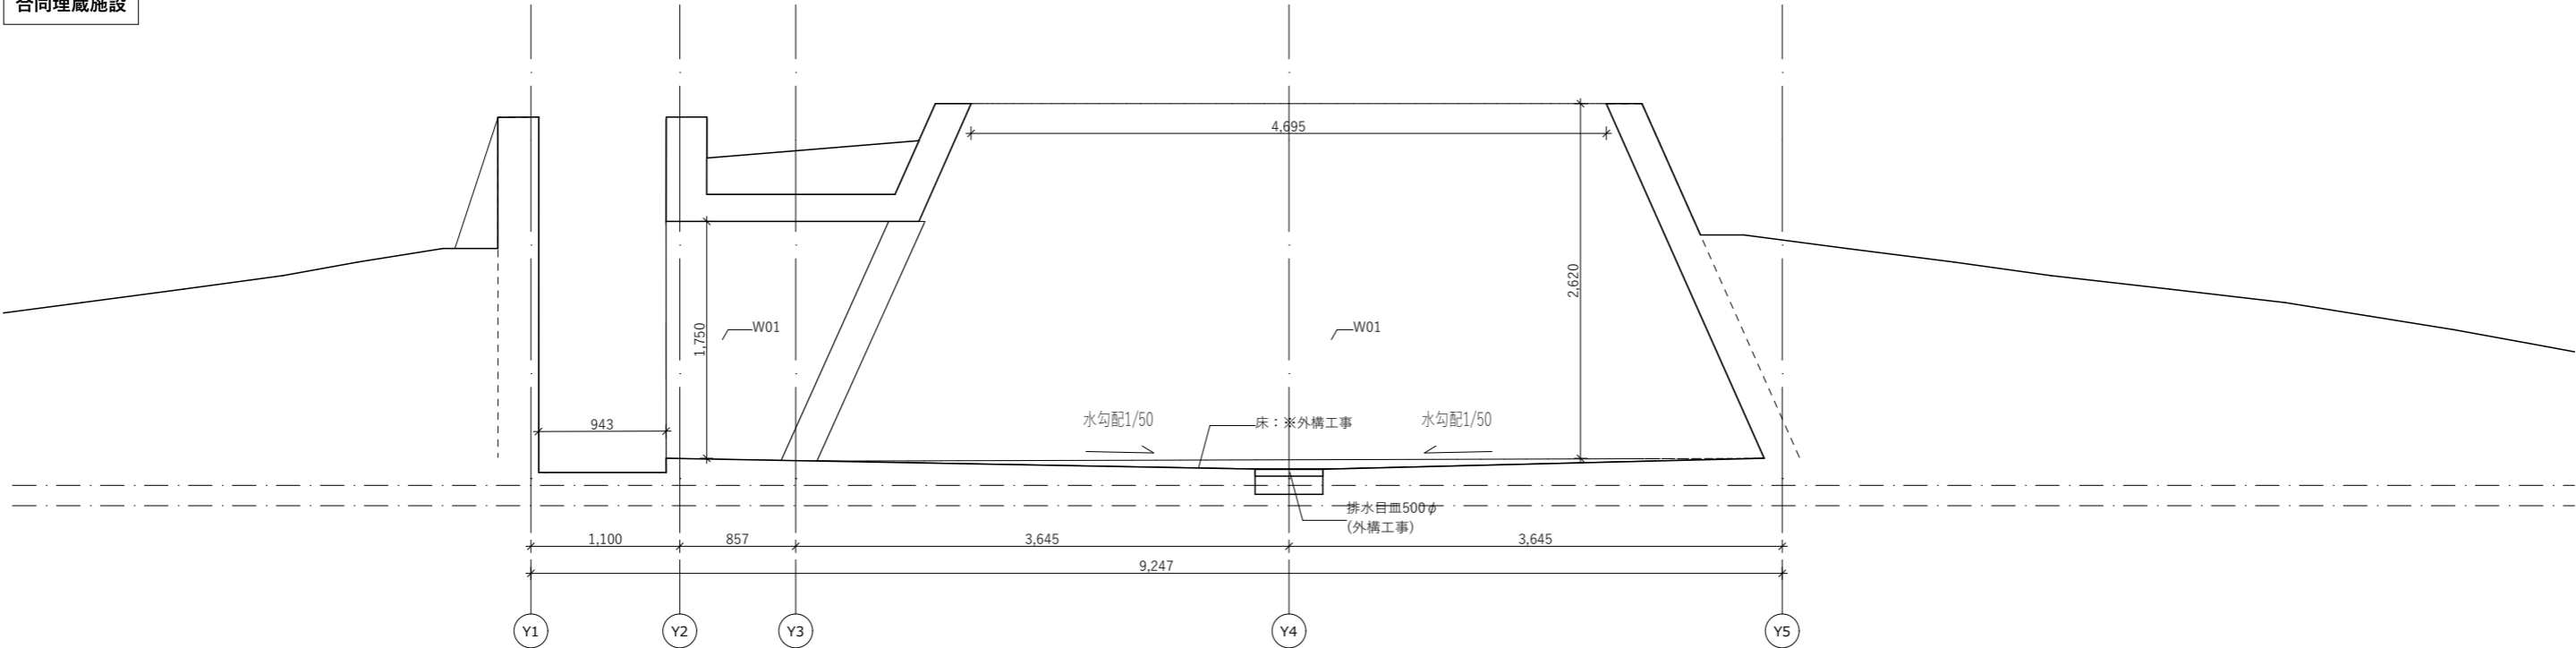 合同埋蔵施設
4,695
2,620
1,750
W01
W01
943
水勾配1/50
床：※外構工事
水勾配1/50
排水目皿500φ
(外構工事)
1,100
857
3,645
3,645
9,247
Y1
Y2
Y3
Y4
Y5